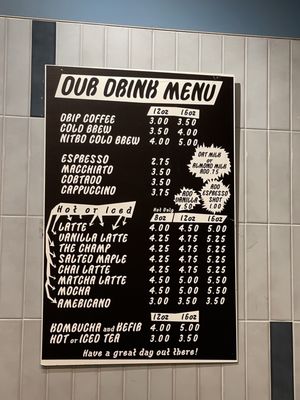 OUR DRINK MENU
12oz 16oz
DRIP COFFEE 3.00 3.50
COLD BREW 3.50 4.00
NITRO COLD BREW 4.00 5.00
OAT MILK
or
ALMOND MILK
ADD .75
ESPRESSO 2.75
MACCHIATO 3.50
CORTADO 3.50
CAPPUCCINO 3.75
ADD
VANILLA
.50
ADD
ESPRESSO
SHOT
1.00
Hot or Iced
Hot Only
8oz 12oz 16oz
LATTE 4.00 4.50 5.00
VANILLA LATTE 4.25 4.75 5.25
THE CHAMP 4.25 4.75 5.25
SALTED MAPLE 4.25 4.75 5.25
CHAI LATTE 4.25 4.75 5.25
MATCHA LATTE 4.50 5.00 5.50
MOCHA 4.50 5.00 5.50
AMERICANO 3.00 3.50 3.50
12oz 16oz
KOMBUCHA and KEFIR 4.00 5.00
HOT or ICED TEA 3.00 3.50
Have a great day out there!